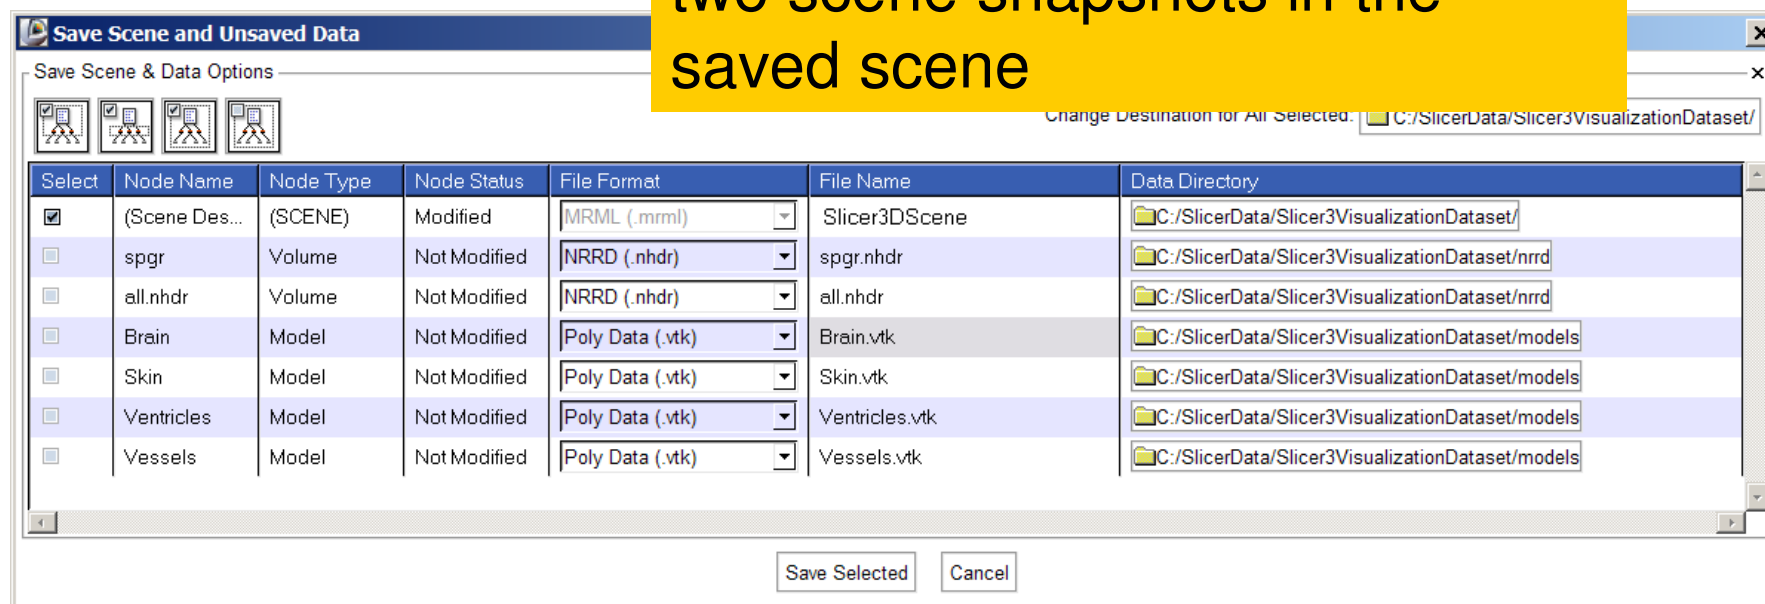 two scene snapshots in the
saved scene
Save Scene and Unsaved Data
Save Scene & Data Options
Change Destination for All Selected: C:/SlicerData/Slicer3VisualizationDataset/
Select Node Name Node Type Node Status File Format File Name Data Directory
(Scene Des... (SCENE) Modified MRML (.mrml) Slicer3DScene C:/SlicerData/Slicer3VisualizationDataset/
spgr Volume Not Modified NRRD (.nhdr) spgr.nhdr C:/SlicerData/Slicer3VisualizationDataset/nrrd
all.nhdr Volume Not Modified NRRD (.nhdr) all.nhdr C:/SlicerData/Slicer3VisualizationDataset/nrrd
Brain Model Not Modified Poly Data (.vtk) Brain.vtk C:/SlicerData/Slicer3VisualizationDataset/models
Skin Model Not Modified Poly Data (.vtk) Skin.vtk C:/SlicerData/Slicer3VisualizationDataset/models
Ventricles Model Not Modified Poly Data (.vtk) Ventricles.vtk C:/SlicerData/Slicer3VisualizationDataset/models
Vessels Model Not Modified Poly Data (.vtk) Vessels.vtk C:/SlicerData/Slicer3VisualizationDataset/models
Save Selected Cancel